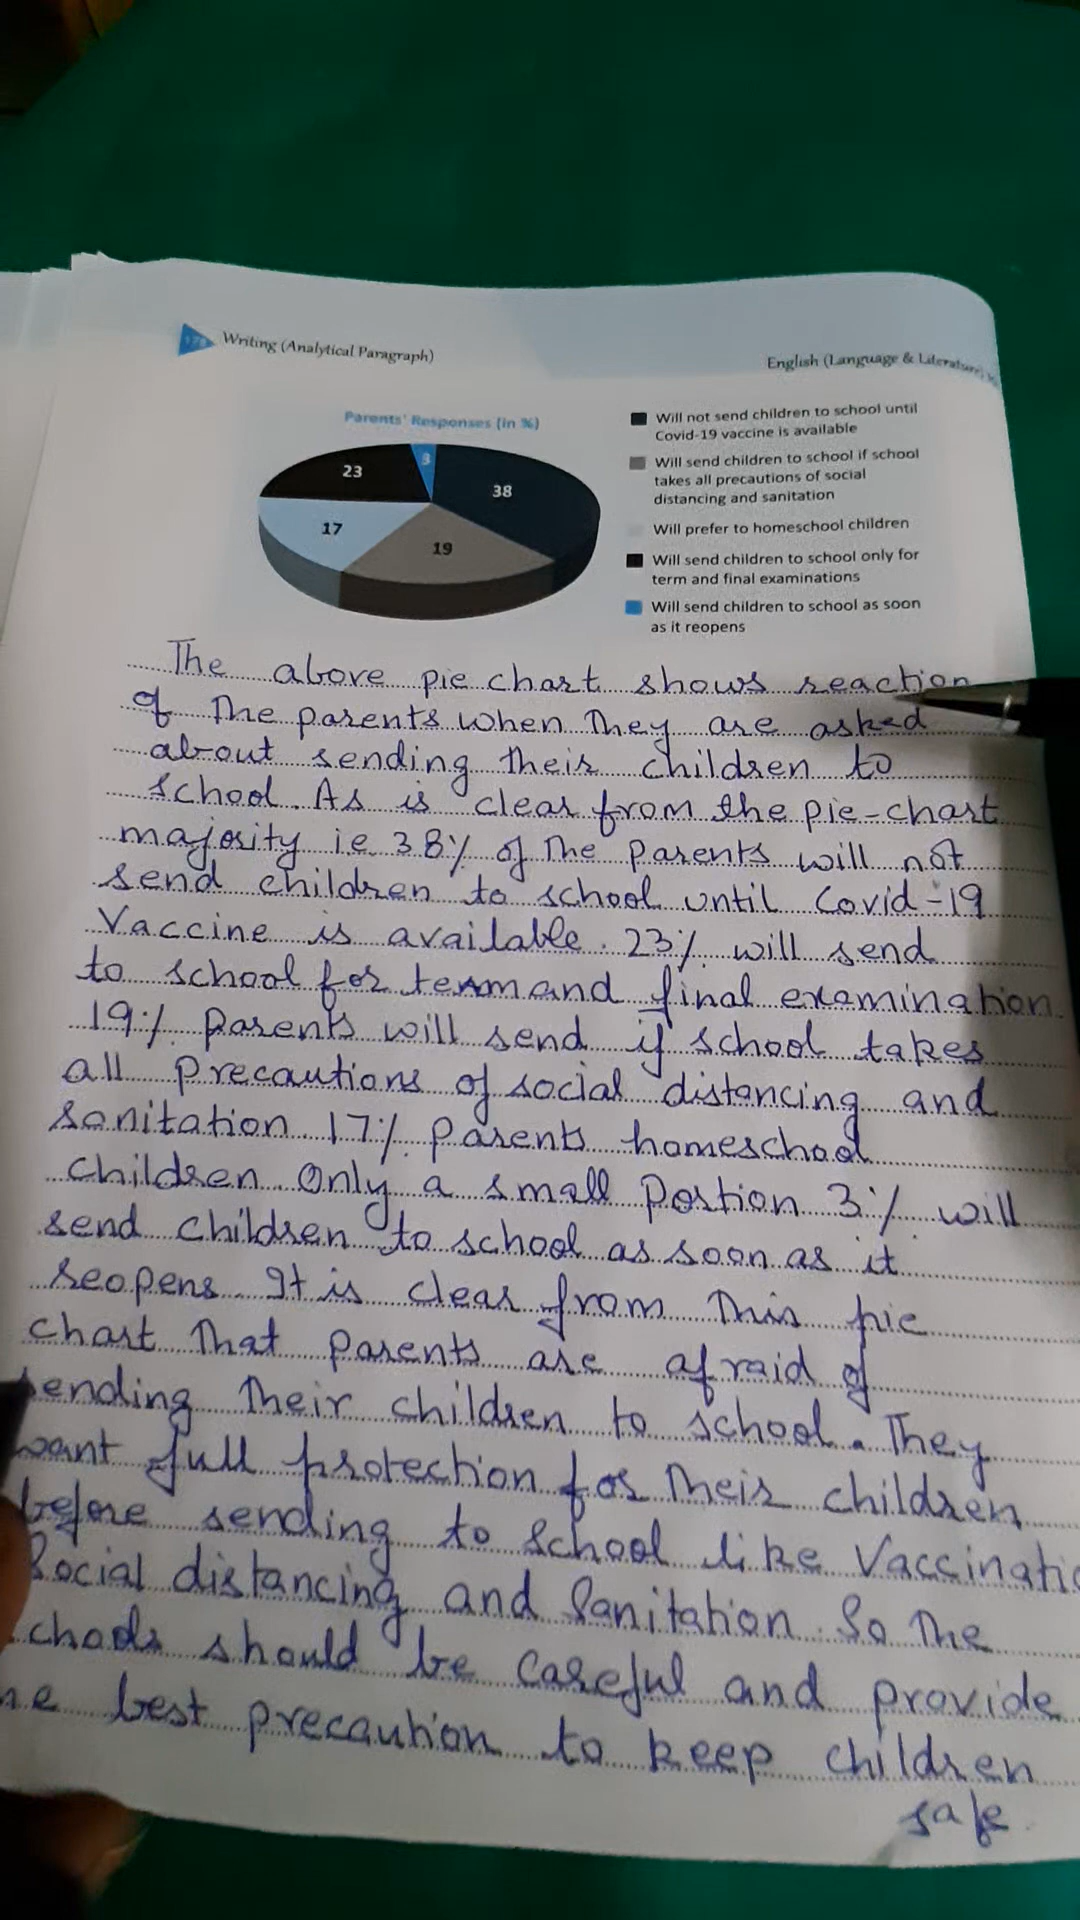 178 Writing (Analytical Paragraph)
English (Language & Literature)
Parents' Responses (in %)
3
23
38
17
19
Will not send children to school until
Covid-19 vaccine is available
Will send children to school if school
takes all precautions of social
distancing and sanitation
Will prefer to homeschool children
Will send children to school only for
term and final examinations
Will send children to school as soon
as it reopens
The above pie chart shows reaction
of the parents when they are asked
about sending their children to
school. As is clear from the pie-chart
majority i.e. 38% of the parents will not
send children to school until Covid-19
Vaccine is available. 23% will send
to school for term and final examination.
19% parents will send if school takes
all precautions of social distancing and
sanitation. 17% parents homeschool
children. Only a small portion 3% will
send children to school as soon as it
reopens. It is clear from this pie
chart that parents are afraid of
sending their children to school. They
want full protection for their children
before sending to school like Vaccinatio
Social distancing and Sanitation. So the
chools should be careful and provide
he best precaution to keep children
safe.